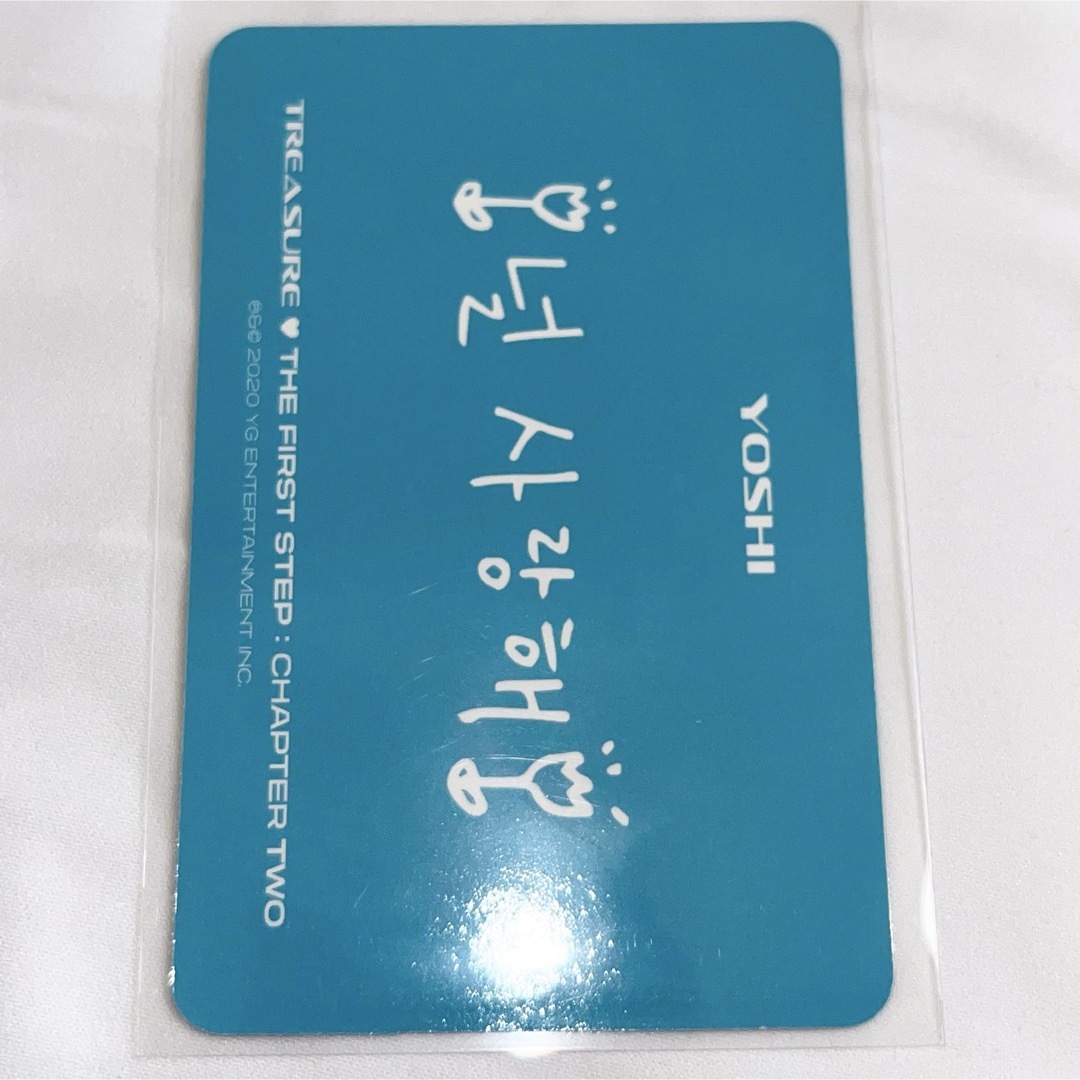 YOSHI
널 사랑해
TREASURE ♥ THE FIRST STEP : CHAPTER TWO
℗&© 2020 YG ENTERTAINMENT INC.